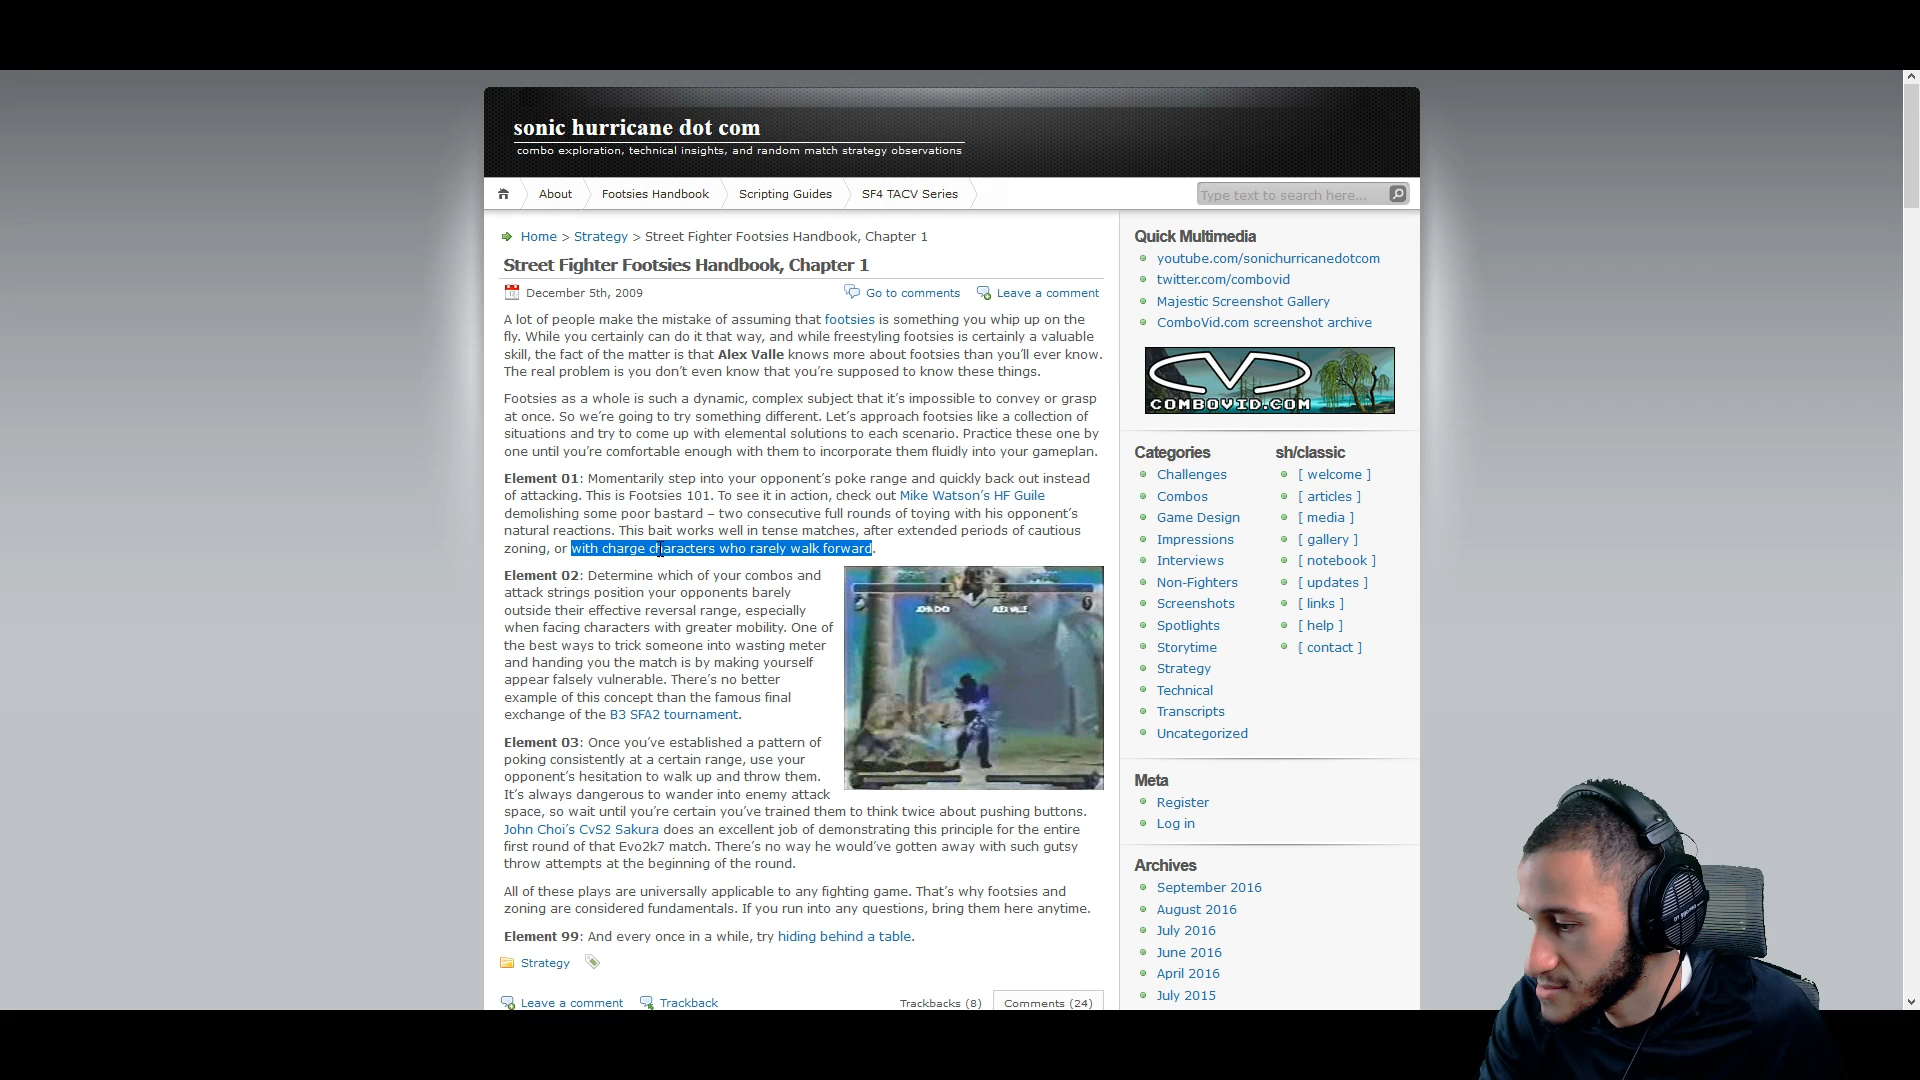 sonic hurricane dot com
combo exploration, technical insights, and random match strategy observations
About
Footsies Handbook
Scripting Guides
SF4 TACV Series
Type text to search here...
Home > Strategy > Street Fighter Footsies Handbook, Chapter 1
Street Fighter Footsies Handbook, Chapter 1
December 5th, 2009
Go to comments
Leave a comment
A lot of people make the mistake of assuming that footsies is something you whip up on the
fly. While you certainly can do it that way, and while freestyling footsies is certainly a valuable
skill, the fact of the matter is that Alex Valle knows more about footsies than you'll ever know.
The real problem is you don't even know that you're supposed to know these things.
Footsies as a whole is such a dynamic, complex subject that it's impossible to convey or grasp
at once. So we're going to try something different. Let's approach footsies like a collection of
situations and try to come up with elemental solutions to each scenario. Practice these one by
one until you're comfortable enough with them to incorporate them fluidly into your gameplan.
Element 01: Momentarily step into your opponent's poke range and quickly back out instead
of attacking. This is Footsies 101. To see it in action, check out Mike Watson's HF Guile
demolishing some poor bastard – two consecutive full rounds of toying with his opponent's
natural reactions. This bait works well in tense matches, after extended periods of cautious
zoning, or with charge characters who rarely walk forward.
Element 02: Determine which of your combos and
attack strings position your opponents barely
outside their effective reversal range, especially
when facing characters with greater mobility. One of
the best ways to trick someone into wasting meter
and handing you the match is by making yourself
appear falsely vulnerable. There's no better
example of this concept than the famous final
exchange of the B3 SFA2 tournament.
Element 03: Once you've established a pattern of
poking consistently at a certain range, use your
opponent's hesitation to walk up and throw them.
It's always dangerous to wander into enemy attack
space, so wait until you're certain you've trained them to think twice about pushing buttons.
John Choi's CvS2 Sakura does an excellent job of demonstrating this principle for the entire
first round of that Evo2k7 match. There's no way he would've gotten away with such gutsy
throw attempts at the beginning of the round.
All of these plays are universally applicable to any fighting game. That's why footsies and
zoning are considered fundamentals. If you run into any questions, bring them here anytime.
Element 99: And every once in a while, try hiding behind a table.
Strategy
Leave a comment
Trackback
Trackbacks (8)
Comments (24)
Quick Multimedia
youtube.com/sonichurricanedotcom
twitter.com/combovid
Majestic Screenshot Gallery
ComboVid.com screenshot archive
COMBOVID.COM
Categories
Challenges
Combos
Game Design
Impressions
Interviews
Non-Fighters
Screenshots
Spotlights
Storytime
Strategy
Technical
Transcripts
Uncategorized
sh/classic
[ welcome ]
[ articles ]
[ media ]
[ gallery ]
[ notebook ]
[ updates ]
[ links ]
[ help ]
[ contact ]
Meta
Register
Log in
Archives
September 2016
August 2016
July 2016
June 2016
April 2016
July 2015